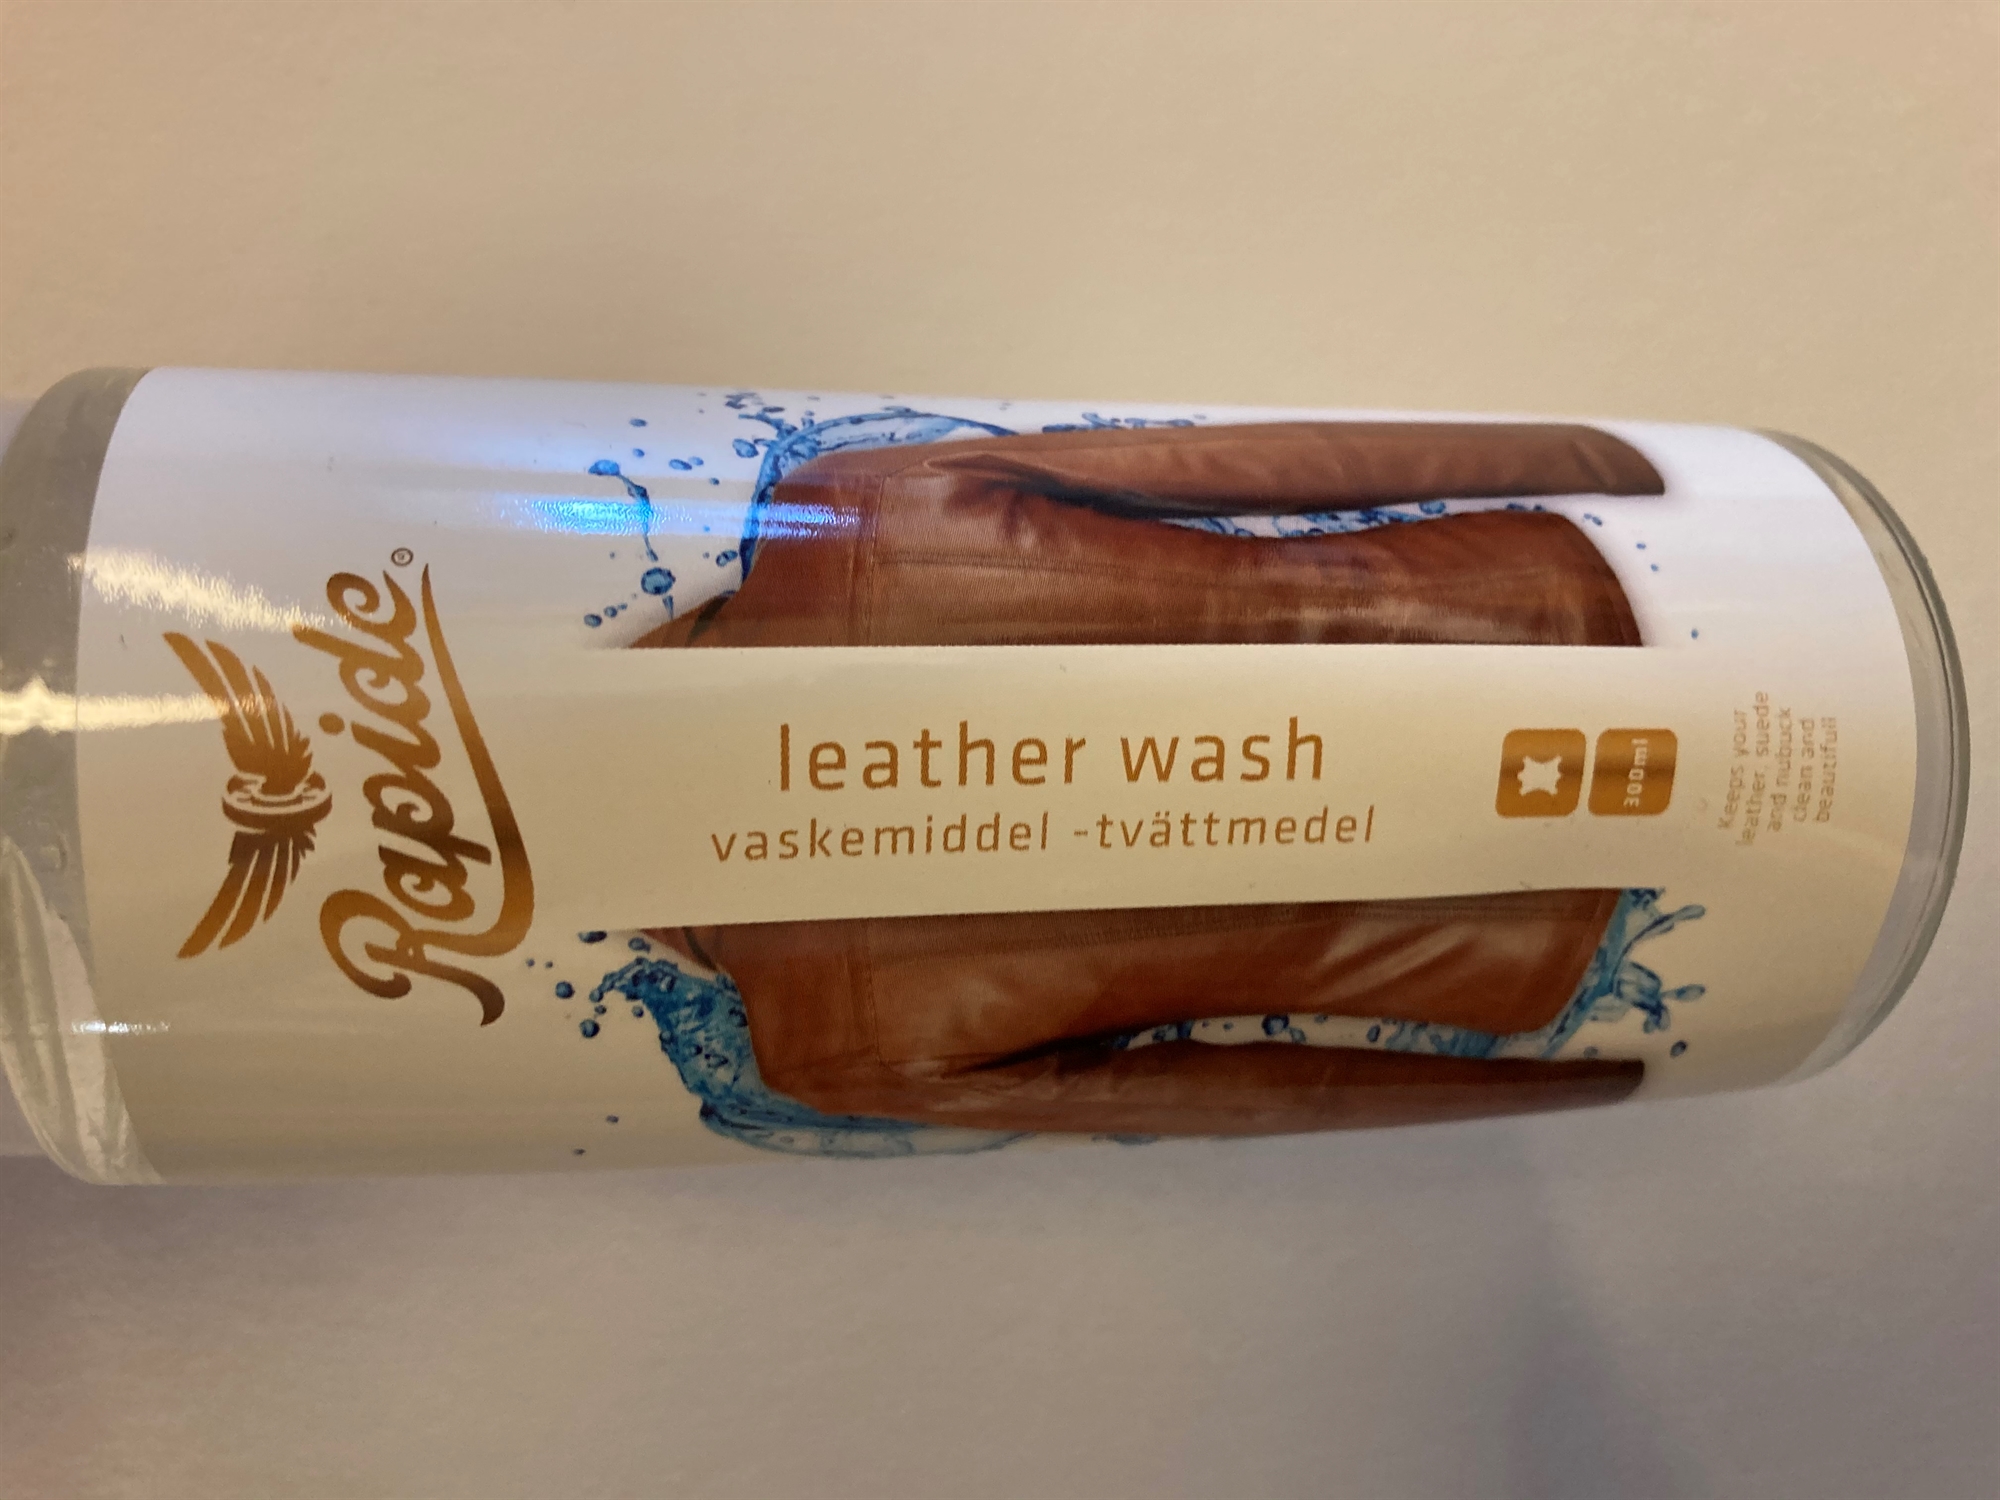 Rapide
leather wash
vaskemiddel -tvättmedel
300ml
Keeps your
leather, suede
and nubuck
clean and
beautiful!